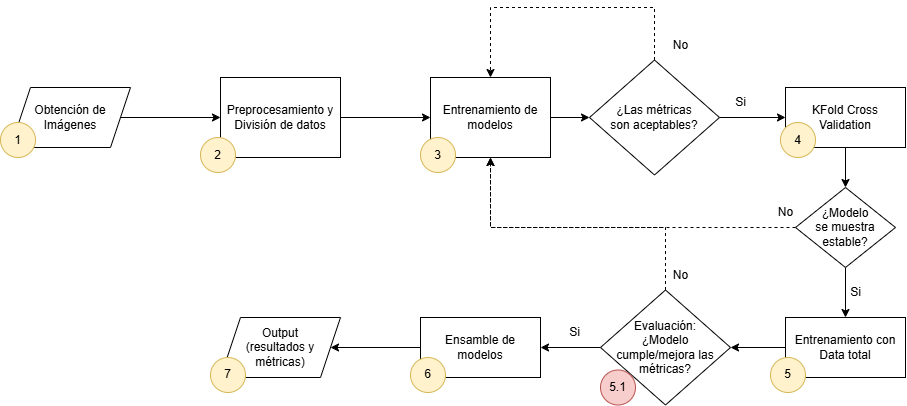 No
Obtención de
Imágenes
1
Preprocesamiento y
División de datos
2
Entrenamiento de
modelos
3
¿Las métricas
son aceptables?
Si
KFold Cross
Validation
4
No
¿Modelo
se muestra
estable?
Si
No
Entrenamiento con
Data total
5
Evaluación:
¿Modelo
cumple/mejora las
métricas?
5.1
Si
Ensamble de
modelos
6
Output
(resultados y
métricas)
7